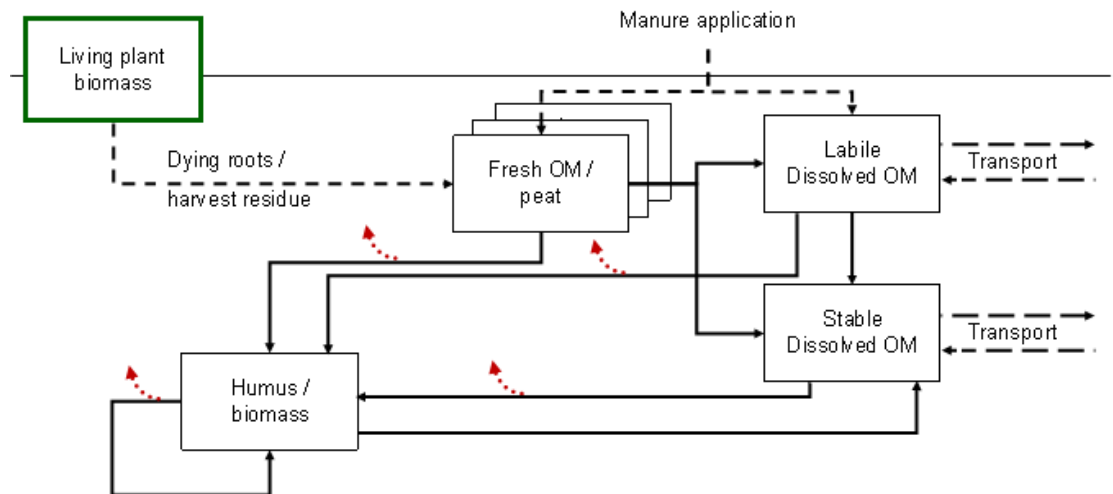 Manure application
Living plant
biomass
Dying roots /
harvest residue
Fresh OM /
peat
Labile
Dissolved OM
Transport
Stable
Dissolved OM
Transport
Humus /
biomass